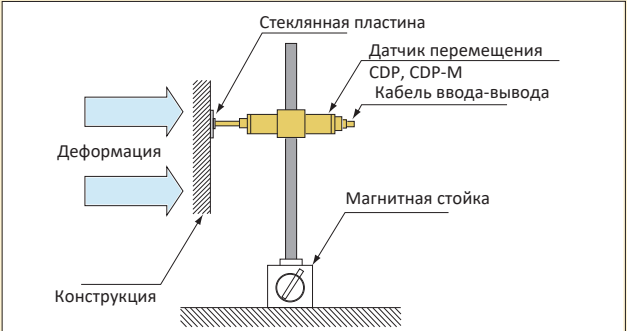 Стеклянная пластина
Датчик перемещения
CDP, CDP-M
Кабель ввода-вывода
Деформация
Магнитная стойка
Конструкция